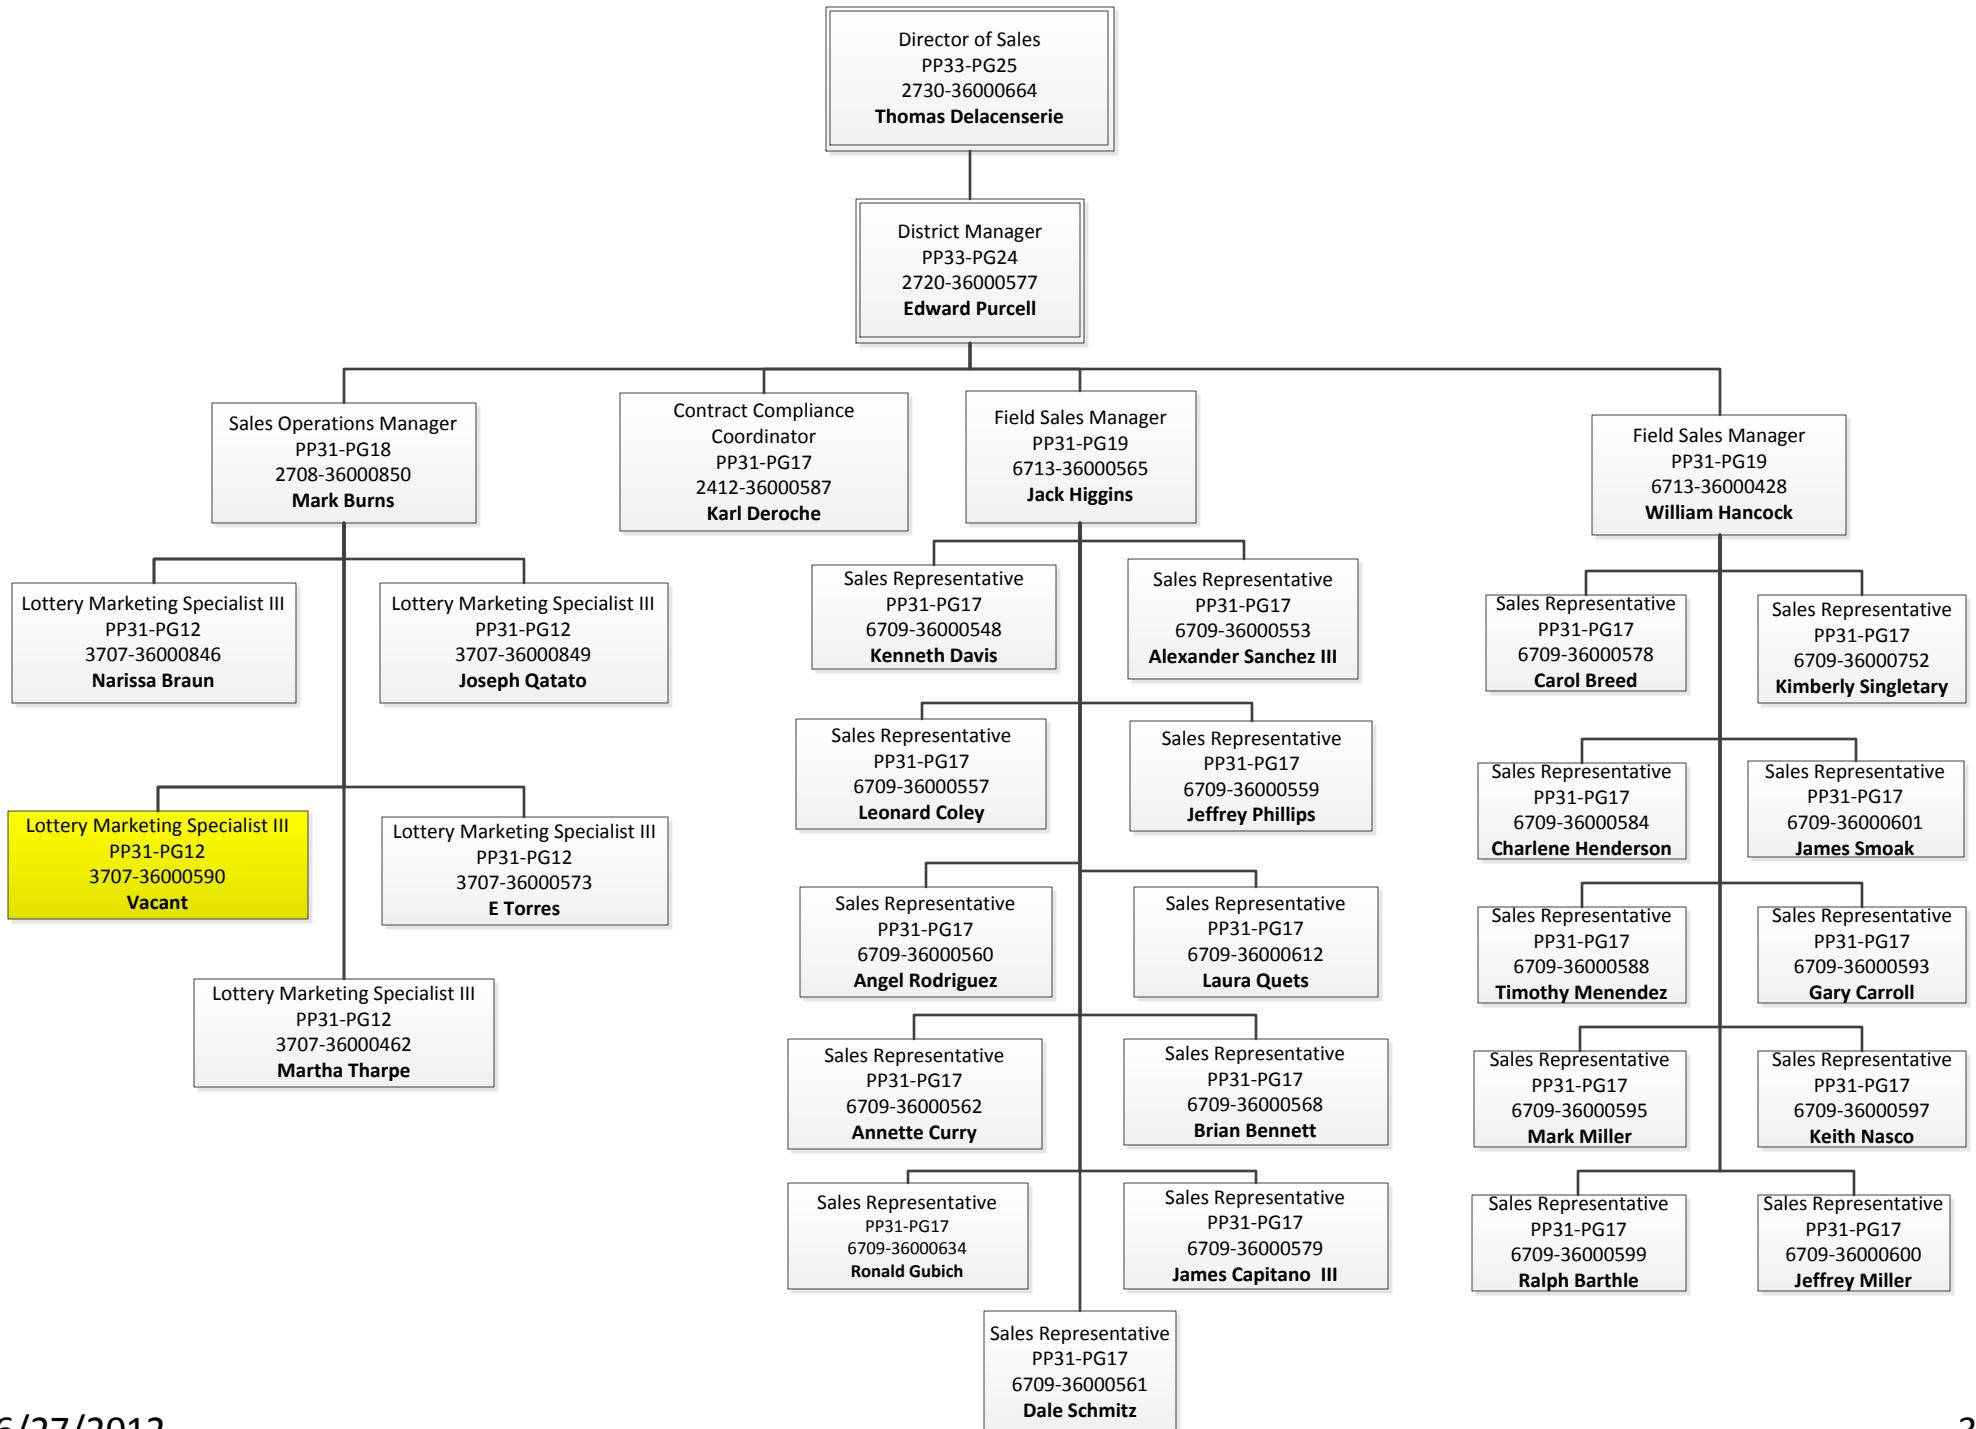 Director of Sales
PP33-PG25
2730-36000664
Thomas Delacenserie
District Manager
PP33-PG24
2720-36000577
Edward Purcell
Sales Operations Manager
PP31-PG18
2708-36000850
Mark Burns
Contract Compliance
Coordinator
PP31-PG17
2412-36000587
Karl Deroche
Field Sales Manager
PP31-PG19
6713-36000565
Jack Higgins
Field Sales Manager
PP31-PG19
6713-36000428
William Hancock
Lottery Marketing Specialist III
PP31-PG12
3707-36000846
Narissa Braun
Lottery Marketing Specialist III
PP31-PG12
3707-36000849
Joseph Qatato
Lottery Marketing Specialist III
PP31-PG12
3707-36000590
Vacant
Lottery Marketing Specialist III
PP31-PG12
3707-36000573
E Torres
Lottery Marketing Specialist III
PP31-PG12
3707-36000462
Martha Tharpe
Sales Representative
PP31-PG17
6709-36000548
Kenneth Davis
Sales Representative
PP31-PG17
6709-36000553
Alexander Sanchez III
Sales Representative
PP31-PG17
6709-36000557
Leonard Coley
Sales Representative
PP31-PG17
6709-36000559
Jeffrey Phillips
Sales Representative
PP31-PG17
6709-36000560
Angel Rodriguez
Sales Representative
PP31-PG17
6709-36000612
Laura Quets
Sales Representative
PP31-PG17
6709-36000562
Annette Curry
Sales Representative
PP31-PG17
6709-36000568
Brian Bennett
Sales Representative
PP31-PG17
6709-36000634
Ronald Gubich
Sales Representative
PP31-PG17
6709-36000579
James Capitano  III
Sales Representative
PP31-PG17
6709-36000561
Dale Schmitz
Sales Representative
PP31-PG17
6709-36000578
Carol Breed
Sales Representative
PP31-PG17
6709-36000752
Kimberly Singletary
Sales Representative
PP31-PG17
6709-36000584
Charlene Henderson
Sales Representative
PP31-PG17
6709-36000601
James Smoak
Sales Representative
PP31-PG17
6709-36000588
Timothy Menendez
Sales Representative
PP31-PG17
6709-36000593
Gary Carroll
Sales Representative
PP31-PG17
6709-36000595
Mark Miller
Sales Representative
PP31-PG17
6709-36000597
Keith Nasco
Sales Representative
PP31-PG17
6709-36000599
Ralph Barthle
Sales Representative
PP31-PG17
6709-36000600
Jeffrey Miller
6/27/2012